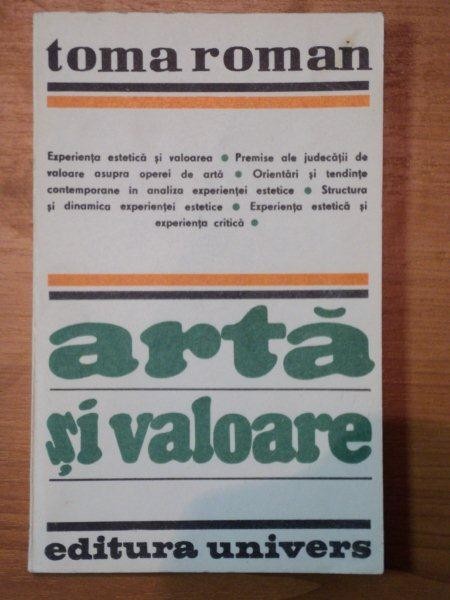 toma roman
Experiența estetică și valoarea • Premise ale judecății de
valoare asupra operei de artă • Orientări și tendințe
contemporane in analiza experienței estetice • Structura
și dinamica experienței estetice • Experiența estetică și
experiența critică •
artă
și valoare
editura univers